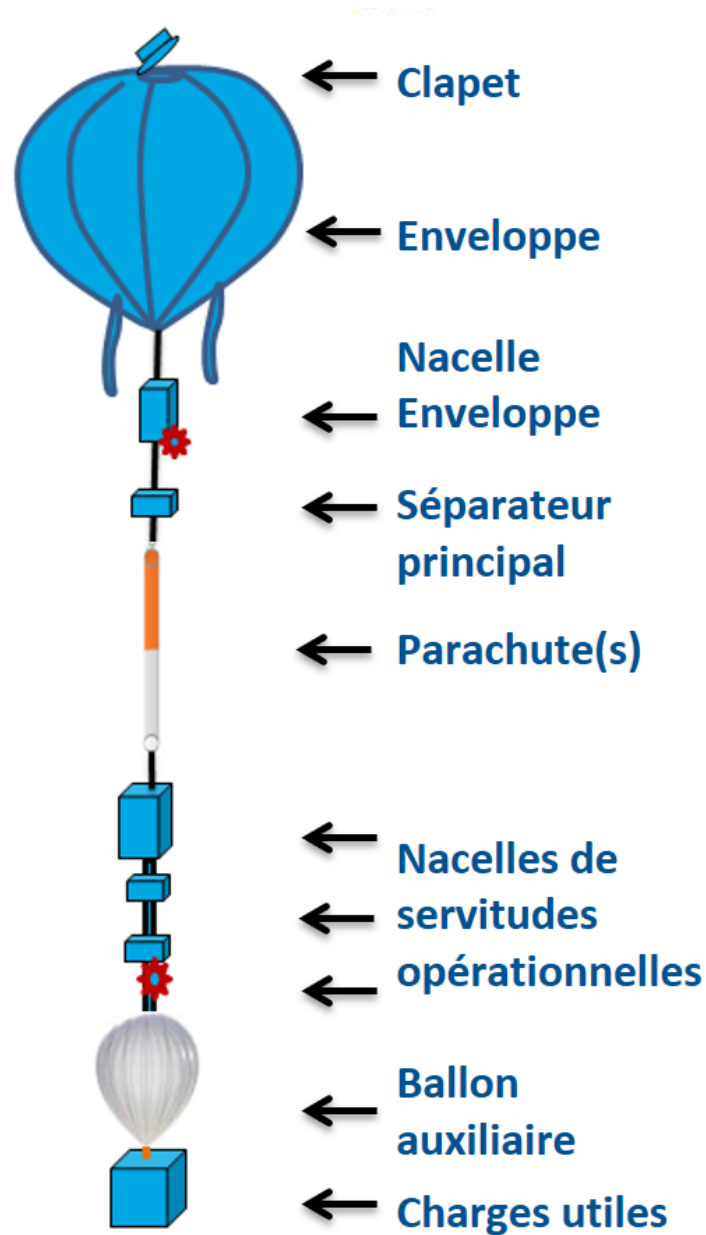 Clapet
Enveloppe
Nacelle
Enveloppe
Séparateur
principal
Parachute(s)
Nacelles de
servitudes
opérationnelles
Ballon
auxiliaire
Charges utiles